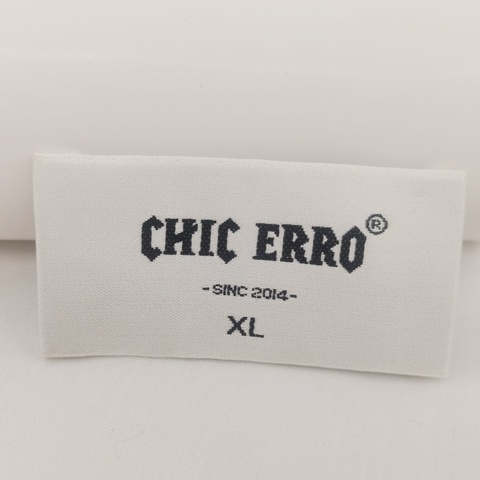 CHIC ERRO®
-SINC 2014-
XL